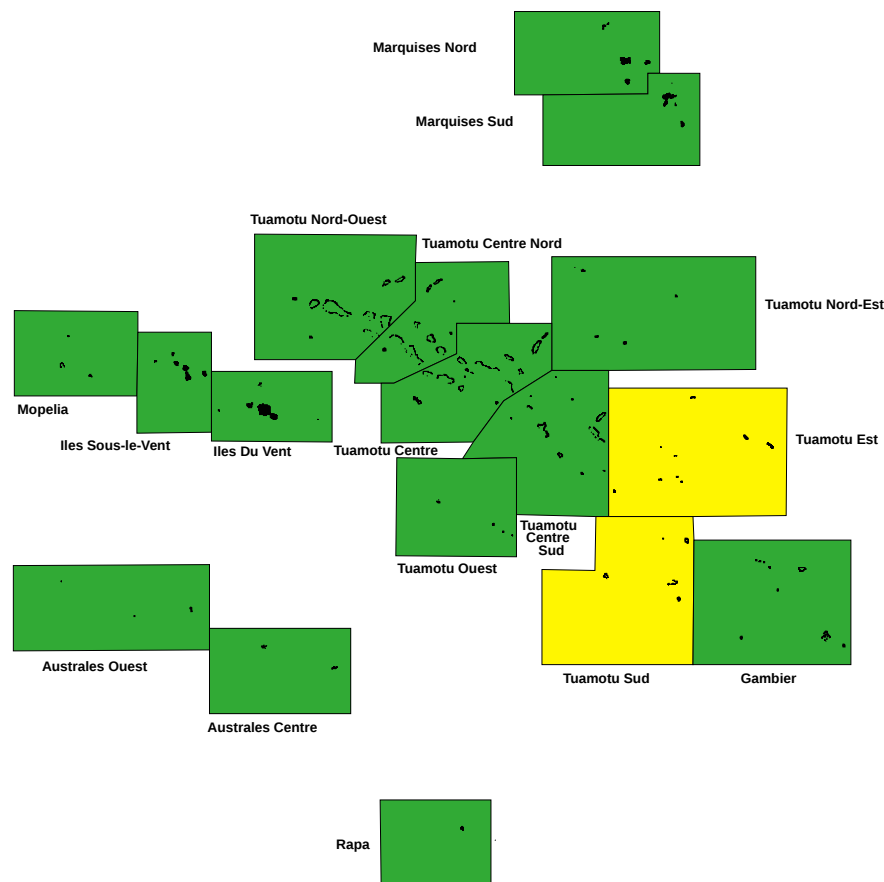 Marquises Nord
Marquises Sud
Tuamotu Nord-Ouest
Tuamotu Centre Nord
Tuamotu Nord-Est
Mopelia
Iles Sous-le-Vent
Iles Du Vent
Tuamotu Centre
Tuamotu Est
Tuamotu
Centre
Sud
Tuamotu Ouest
Australes Ouest
Tuamotu Sud
Gambier
Australes Centre
Rapa